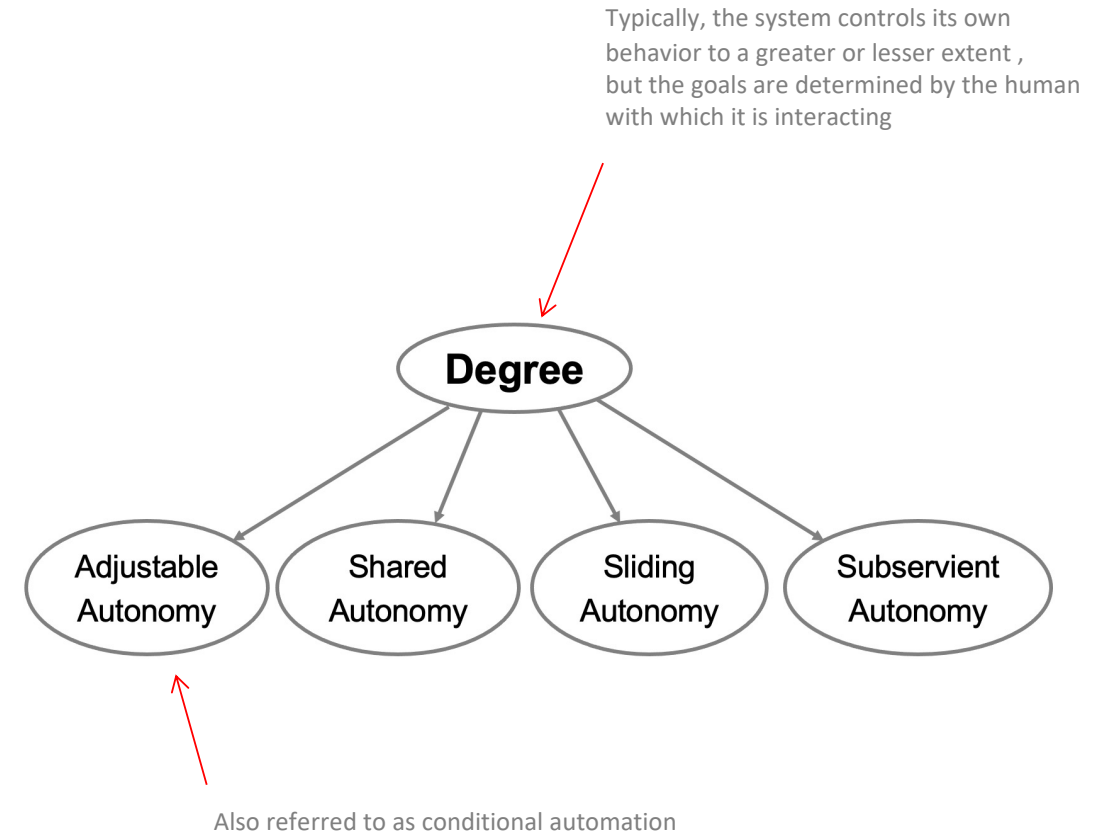 Typically, the system controls its own
behavior to a greater or lesser extent ,
but the goals are determined by the human
with which it is interacting
Degree
Adjustable
Autonomy
Shared
Autonomy
Sliding
Autonomy
Subservient
Autonomy
Also referred to as conditional automation